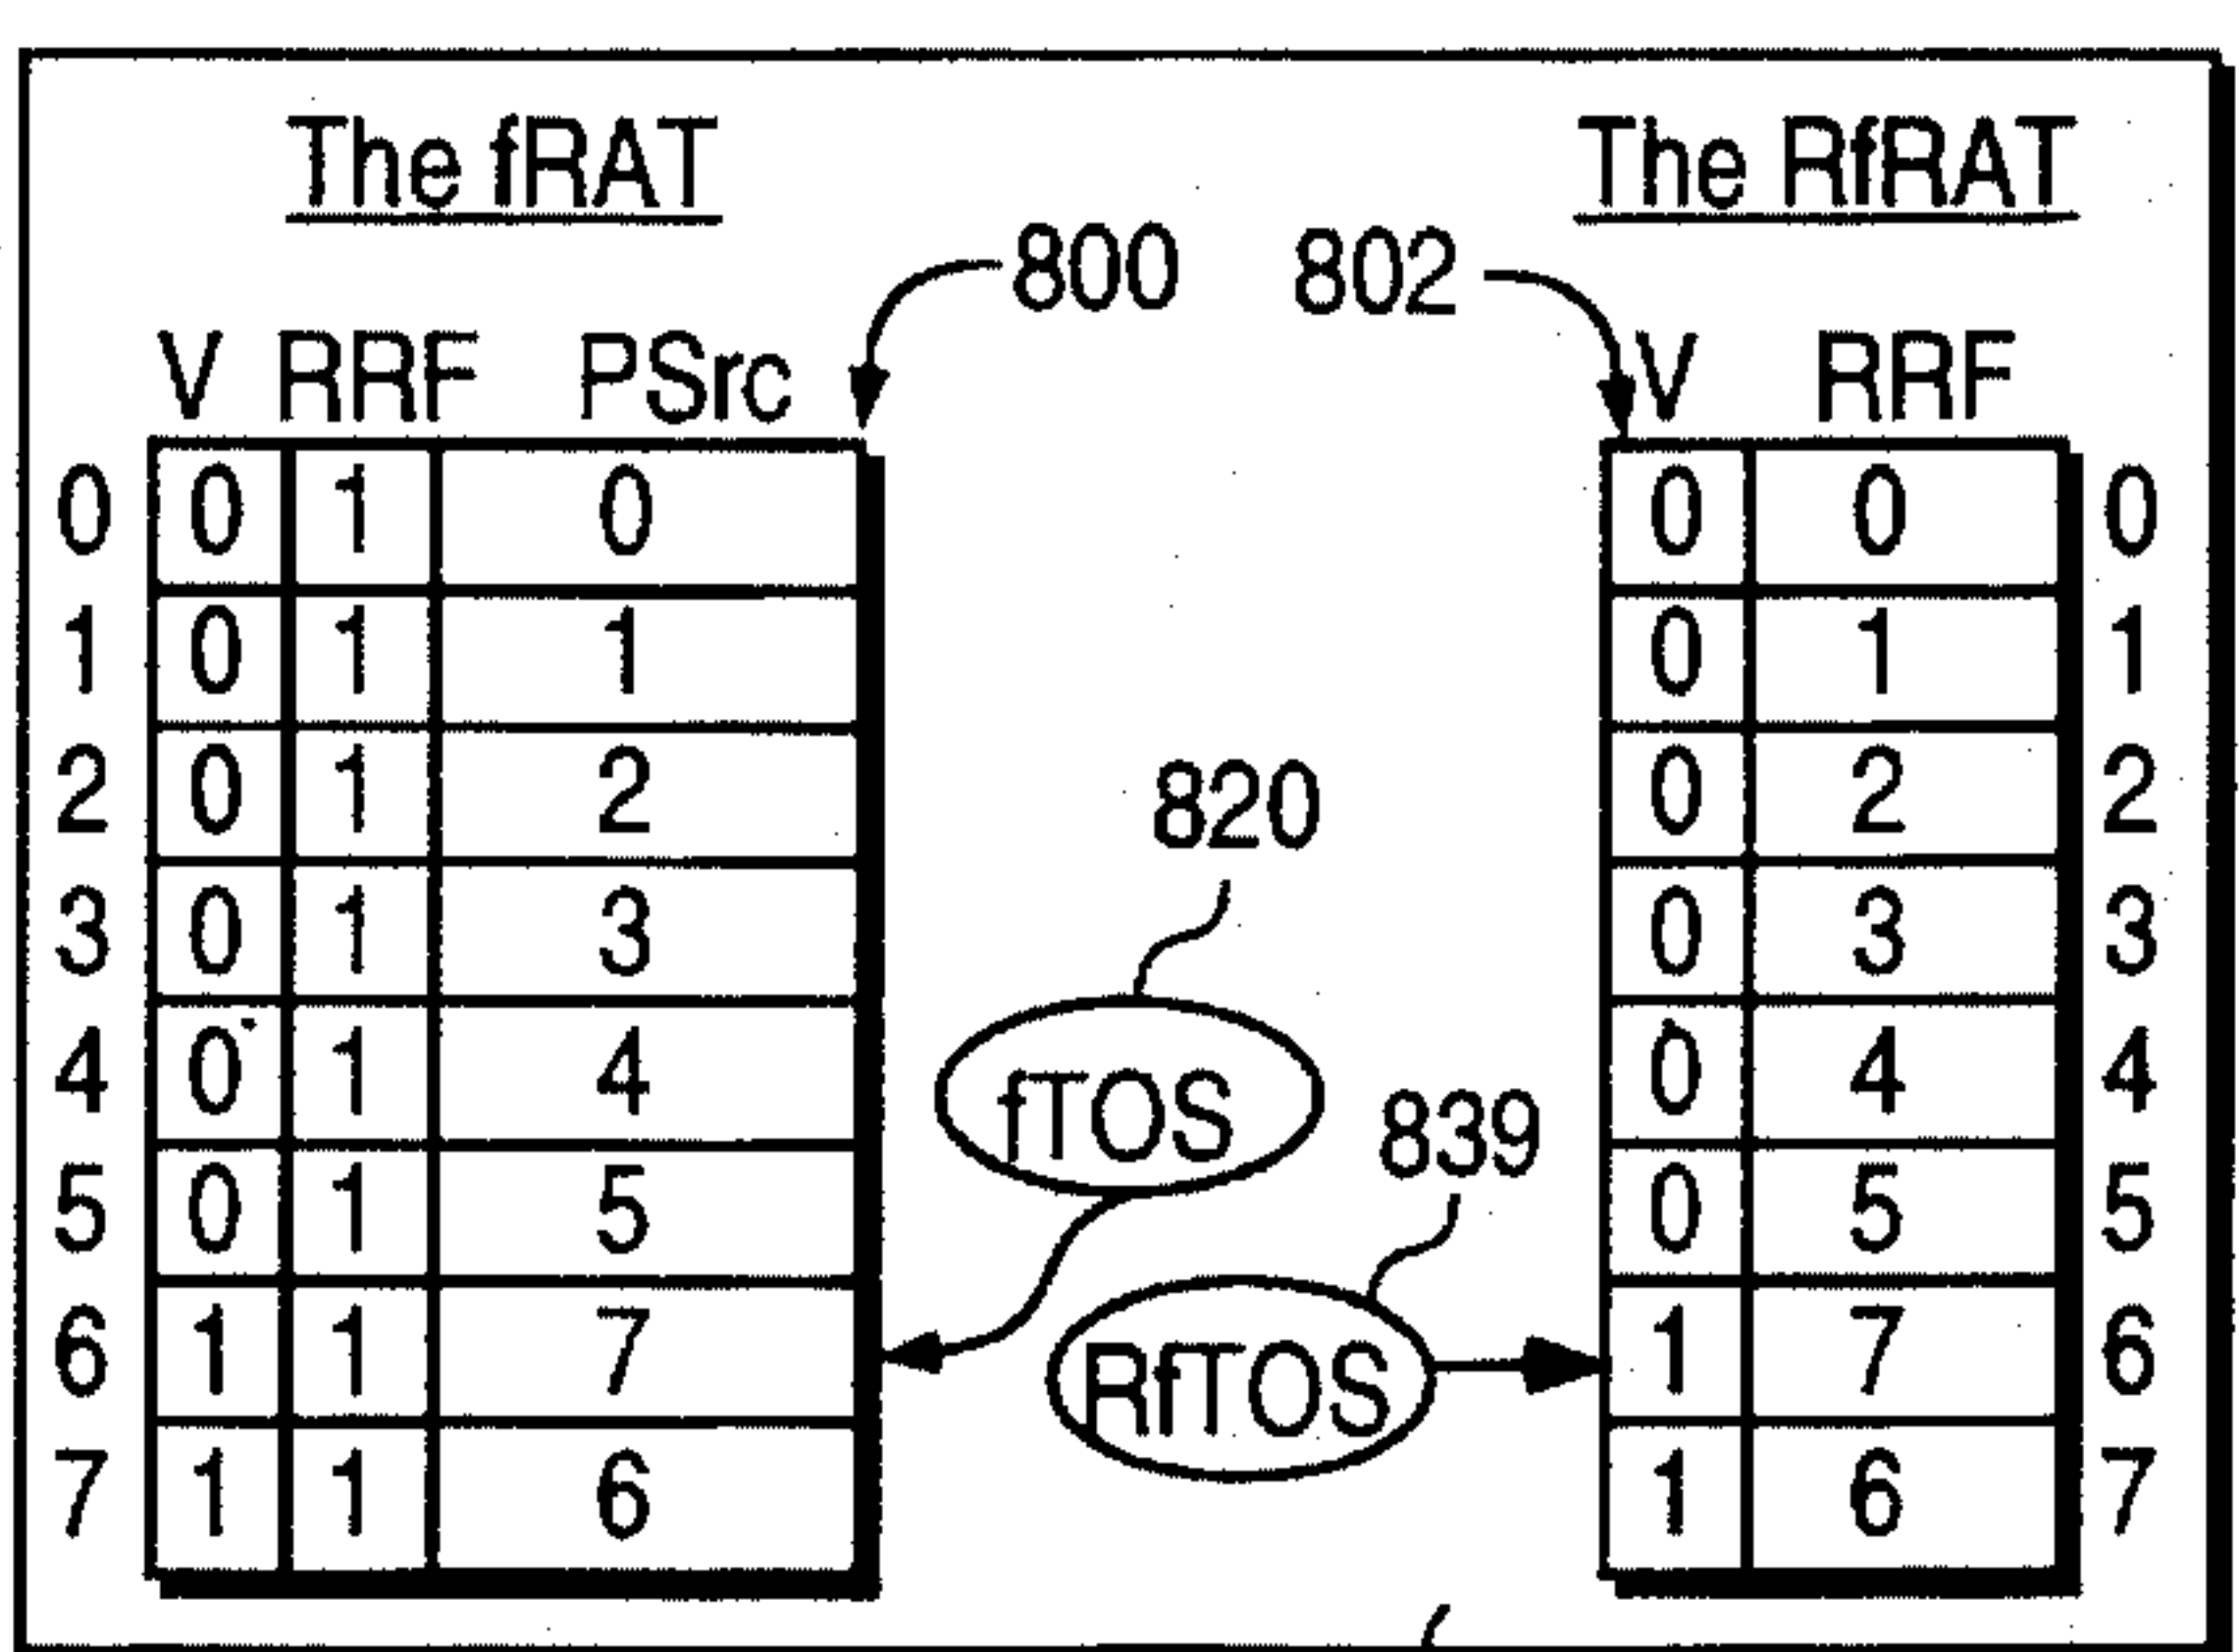 The fRAT The RfRAT
800 802
V RRF PSrc V RRF
0 0 1 0 0 0 0
1 0 1 1 0 1 1
2 0 1 2 0 2 2
820
3 0 1 3 0 3 3
4 0 1 4 0 4 4
fTOS
839
5 0 1 5 0 5 5
6 1 1 7 1 7 6
RfTOS
7 1 1 6 1 6 7